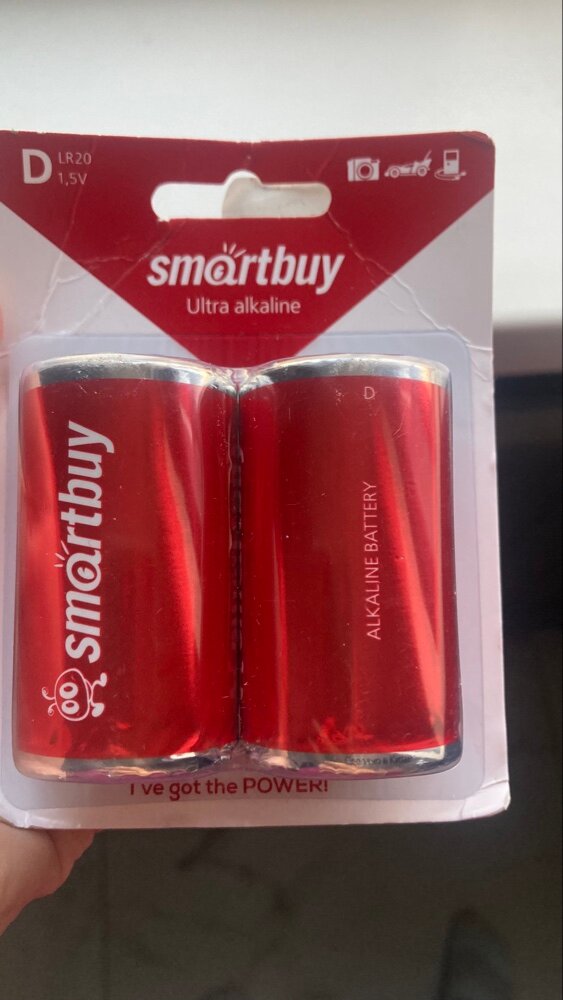 D LR20
1,5V
smartbuy
Ultra alkaline
smartbuy
D
ALKALINE BATTERY
I've got the POWER!